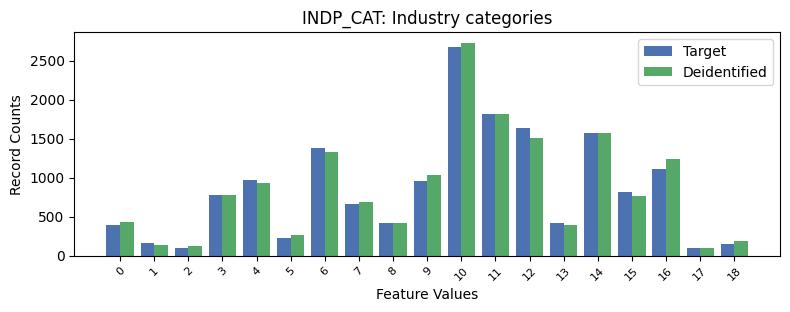 INDP_CAT: Industry categories
Target
Deidentified
Record Counts
2500
2000
1500
1000
500
0
0 1 2 3 4 5 6 7 8 9 10 11 12 13 14 15 16 17 18
Feature Values